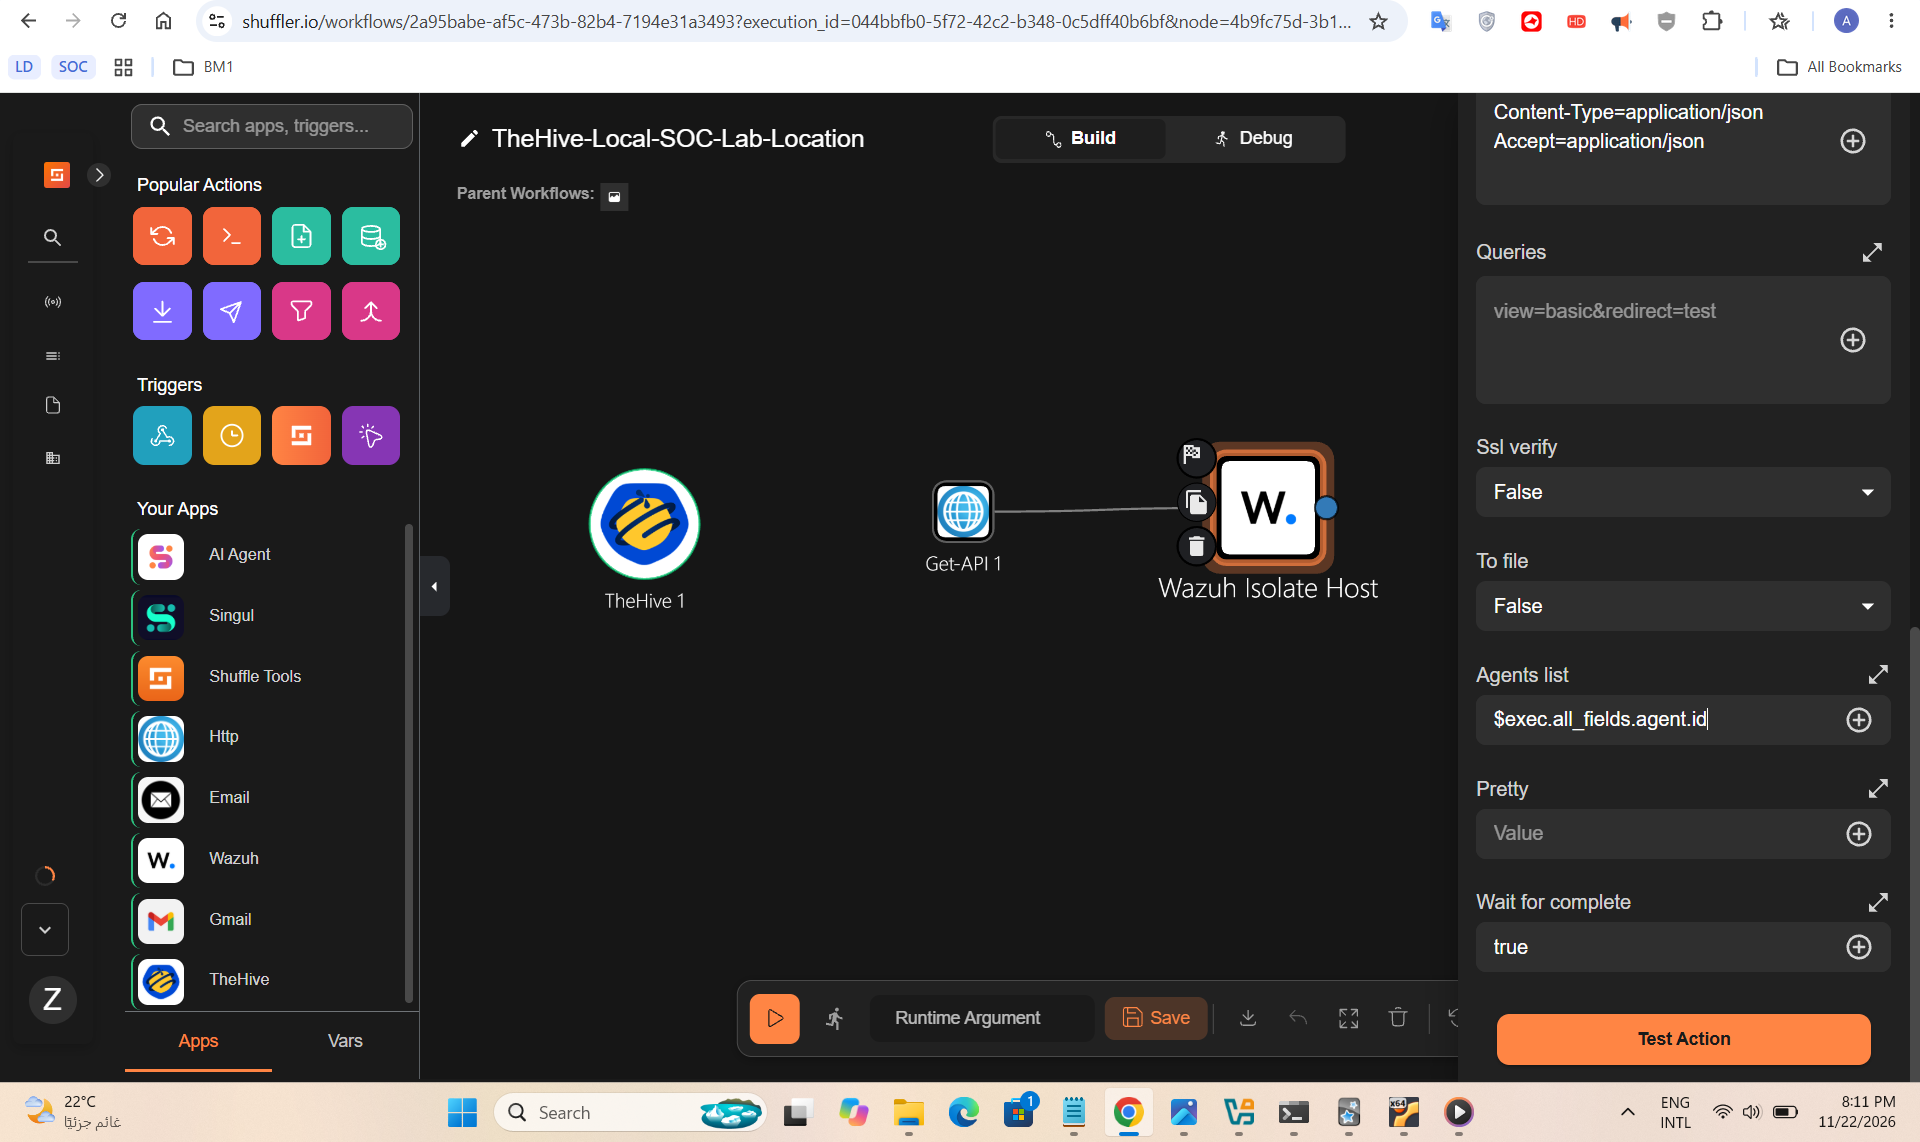 shuffler.io/workflows/2a95babe-af5c-473b-82b4-7194e31a3493?execution_id=044bbfb0-5f72-42c2-b348-0c5dff40b6bf&node=4b9fc75d-3b1...
HD
A
LD
SOC
BM1
All Bookmarks
Search apps, triggers...
TheHive-Local-SOC-Lab-Location
Build
Debug
Parent Workflows:
Popular Actions
Triggers
Your Apps
AI Agent
Singul
Shuffle Tools
Http
Email
W.
Wazuh
Gmail
TheHive
Z
Apps
Vars
TheHive 1
Get-API 1
W.
Wazuh Isolate Host
Runtime Argument
Save
Content-Type=application/json
Accept=application/json
Queries
view=basic&redirect=test
Ssl verify
False
To file
False
Agents list
$exec.all_fields.agent.id
Pretty
Value
Wait for complete
true
Test Action
22°C
غائم جزئيًا
Search
1
x64
ENG
INTL
8:11 PM
11/22/2026